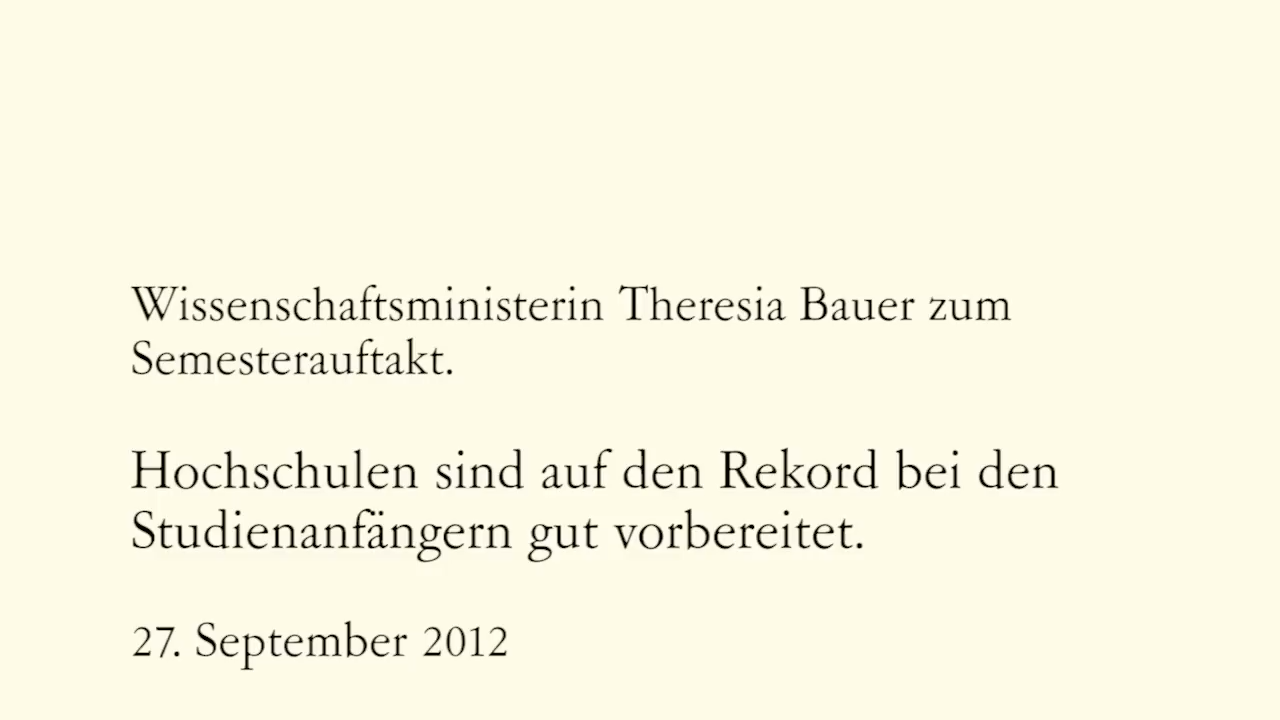 Wissenschaftsministerin Theresia Bauer zum
Semesterauftakt.
Hochschulen sind auf den Rekord bei den
Studienanfängern gut vorbereitet.
27. September 2012